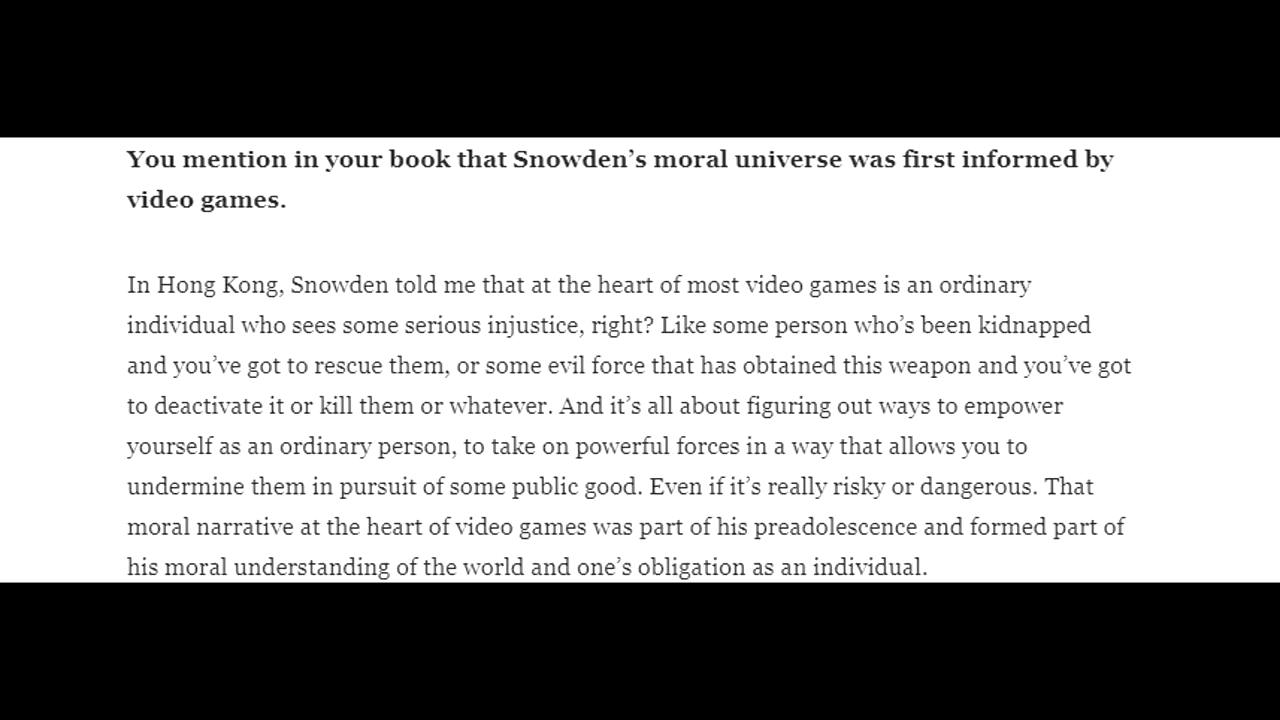 You mention in your book that Snowden’s moral universe was first informed by
video games.
In Hong Kong, Snowden told me that at the heart of most video games is an ordinary
individual who sees some serious injustice, right? Like some person who’s been kidnapped
and you’ve got to rescue them, or some evil force that has obtained this weapon and you’ve got
to deactivate it or kill them or whatever. And it’s all about figuring out ways to empower
yourself as an ordinary person, to take on powerful forces in a way that allows you to
undermine them in pursuit of some public good. Even if it’s really risky or dangerous. That
moral narrative at the heart of video games was part of his preadolescence and formed part of
his moral understanding of the world and one’s obligation as an individual.